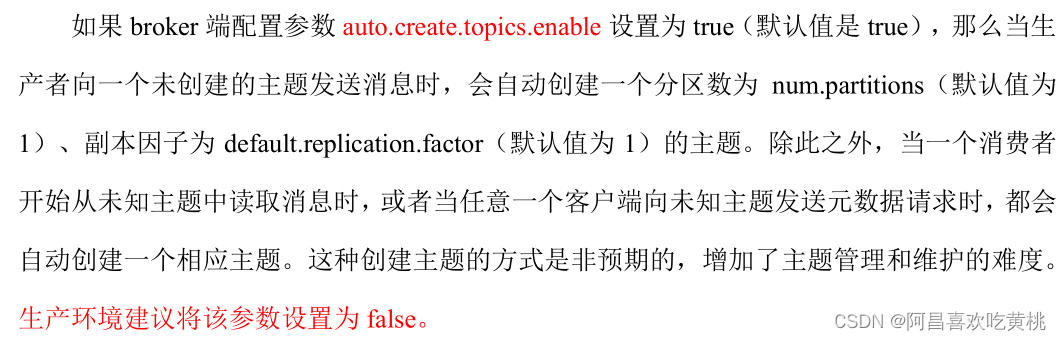 如果 broker 端配置参数 auto.create.topics.enable 设置为 true（默认值是 true），那么当生
产者向一个未创建的主题发送消息时，会自动创建一个分区数为 num.partitions（默认值为
1）、副本因子为 default.replication.factor（默认值为 1）的主题。除此之外，当一个消费者
开始从未知主题中读取消息时，或者当任意一个客户端向未知主题发送元数据请求时，都会
自动创建一个相应主题。这种创建主题的方式是非预期的，增加了主题管理和维护的难度。
生产环境建议将该参数设置为 false。
CSDN @阿昌喜欢吃黄桃